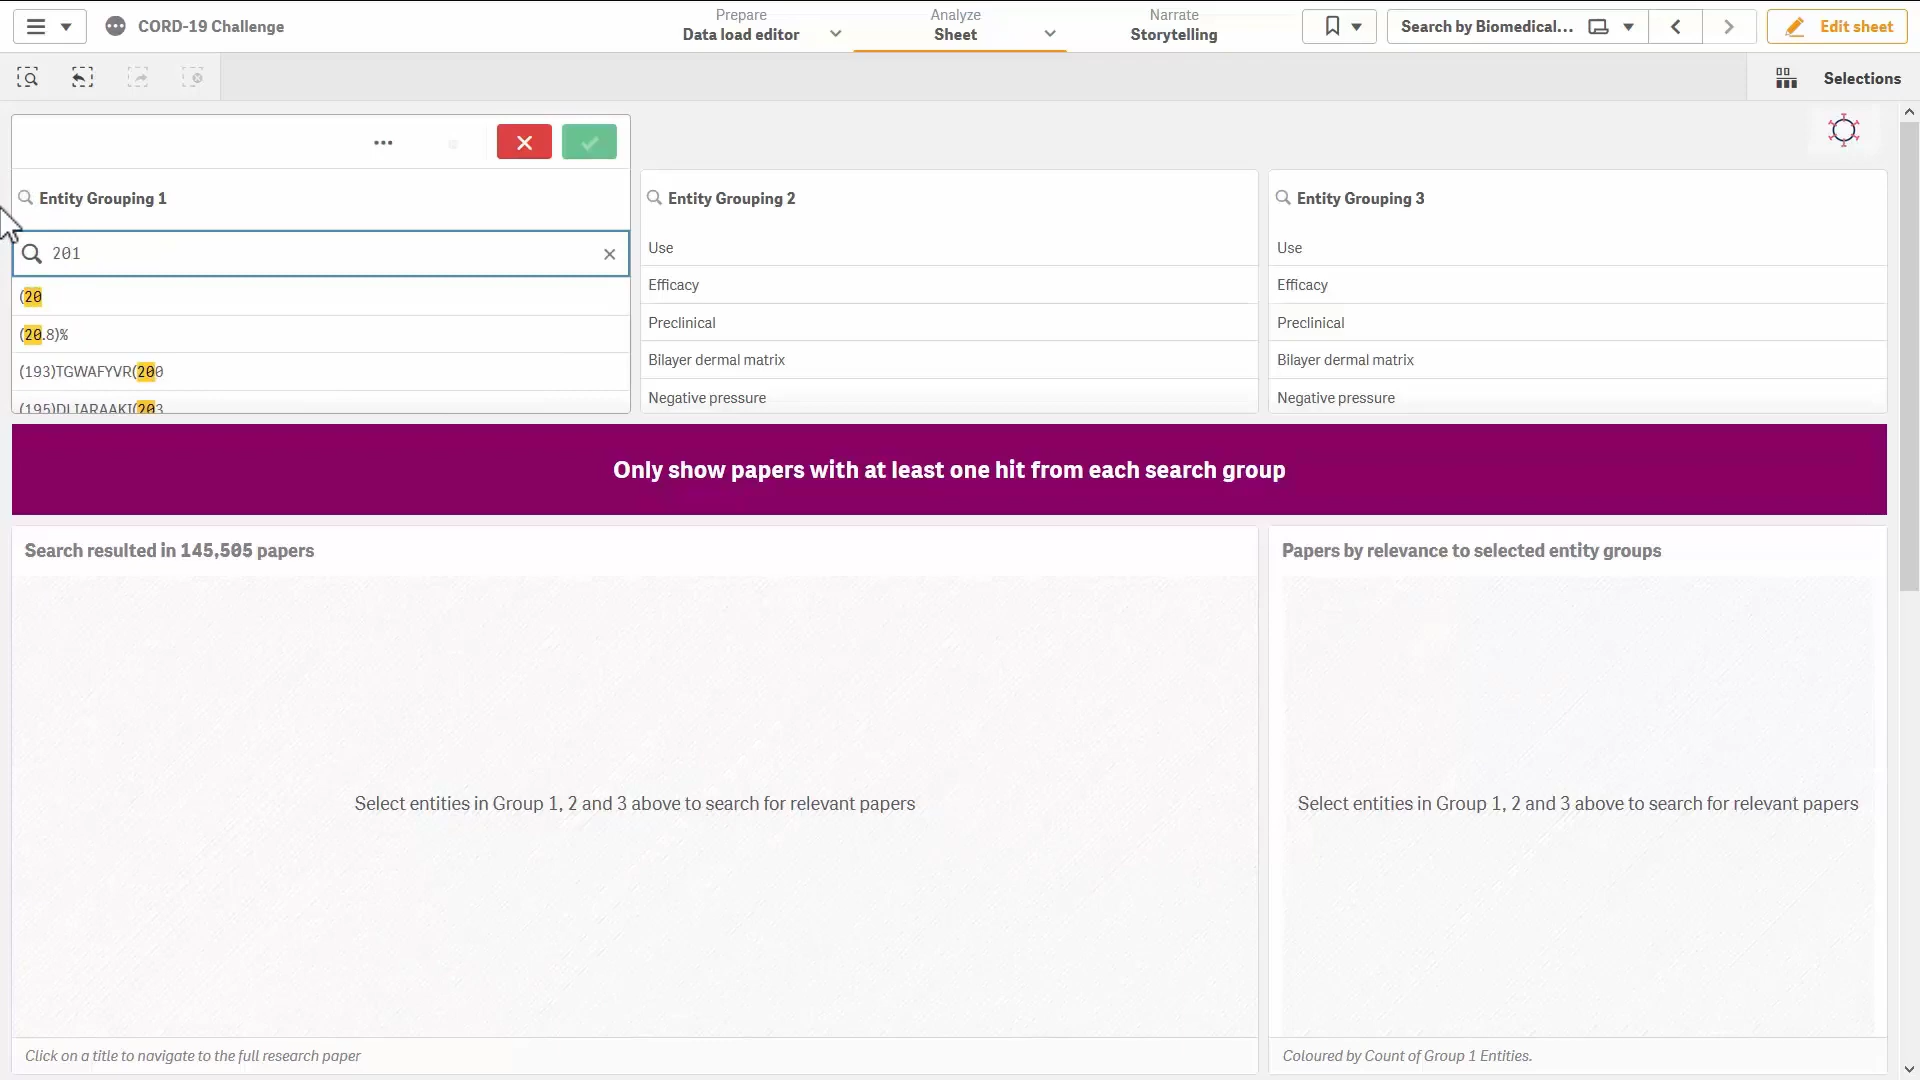 CORD-19 Challenge
Prepare
Data load editor
Analyze
Sheet
Narrate
Storytelling
Search by Biomedical...
Edit sheet
Selections
Entity Grouping 1
201
(20
(20.8)%
(193)TGWAFYVR(200
(195)DLIARAAKI(203
Entity Grouping 2
Use
Efficacy
Preclinical
Bilayer dermal matrix
Negative pressure
Entity Grouping 3
Use
Efficacy
Preclinical
Bilayer dermal matrix
Negative pressure
Only show papers with at least one hit from each search group
Search resulted in 145,505 papers
Select entities in Group 1, 2 and 3 above to search for relevant papers
Click on a title to navigate to the full research paper
Papers by relevance to selected entity groups
Select entities in Group 1, 2 and 3 above to search for relevant papers
Coloured by Count of Group 1 Entities.